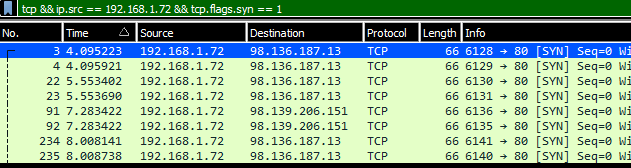 tcp && ip.src == 192.168.1.72 && tcp.flags.syn == 1
No. Time Source Destination Protocol Length Info
3 4.095223 192.168.1.72 98.136.187.13 TCP 66 6128 → 80 [SYN] Seq=0 Wi
4 4.095921 192.168.1.72 98.136.187.13 TCP 66 6129 → 80 [SYN] Seq=0 Wi
22 5.553402 192.168.1.72 98.136.187.13 TCP 66 6130 → 80 [SYN] Seq=0 Wi
23 5.553690 192.168.1.72 98.136.187.13 TCP 66 6131 → 80 [SYN] Seq=0 Wi
91 7.283422 192.168.1.72 98.139.206.151 TCP 66 6136 → 80 [SYN] Seq=0 Wi
92 7.283422 192.168.1.72 98.139.206.151 TCP 66 6135 → 80 [SYN] Seq=0 Wi
234 8.008141 192.168.1.72 98.136.187.13 TCP 66 6141 → 80 [SYN] Seq=0 Wi
235 8.008738 192.168.1.72 98.136.187.13 TCP 66 6140 → 80 [SYN] Seq=0 Wi